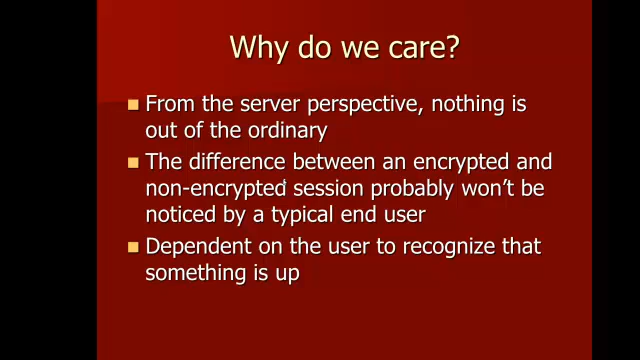 Why do we care?
From the server perspective, nothing is
out of the ordinary
The difference between an encrypted and
non-encrypted session probably won't be
noticed by a typical end user
Dependent on the user to recognize that
something is up